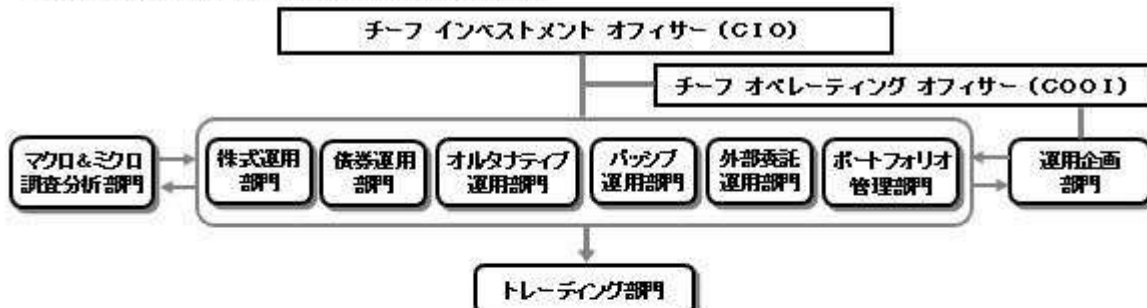 チーフ インベストメント オフィサー (CIO)
チーフ オペレーティング オフィサー (COOI)
マクロ&ミクロ
調査分析部門
株式運用
部門
債券運用
部門
オルタナティブ
運用部門
パッシブ
運用部門
外部委託
運用部門
ポートフォリオ
管理部門
運用企画
部門
トレーディング部門